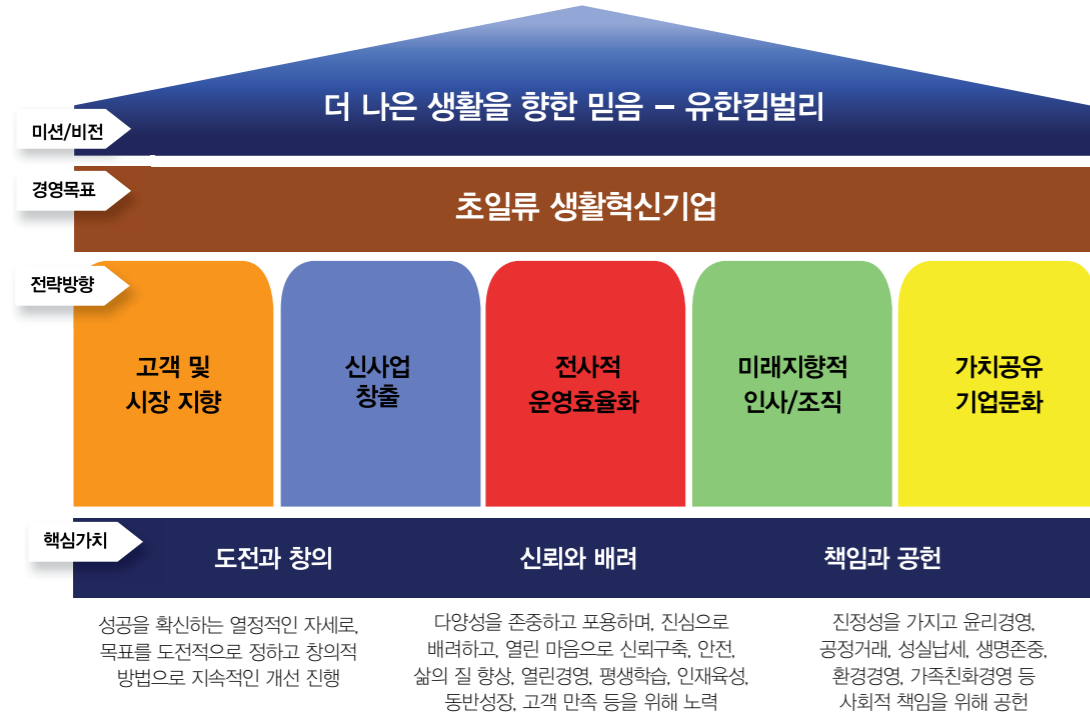 더 나은 생활을 향한 믿음 – 유한킴벌리
미션/비전
경영목표
초일류 생활혁신기업
전략방향
고객 및
시장 지향
신사업
창출
전사적
운영효율화
미래지향적
인사/조직
가치공유
기업문화
핵심가치
도전과 창의
신뢰와 배려
책임과 공헌
성공을 확신하는 열정적인 자세로,
목표를 도전적으로 정하고 창의적
방법으로 지속적인 개선 진행
다양성을 존중하고 포용하며, 진심으로
배려하고, 열린 마음으로 신뢰구축, 안전,
삶의 질 향상, 열린경영, 평생학습, 인재육성,
동반성장, 고객 만족 등을 위해 노력
진정성을 가지고 윤리경영,
공정거래, 성실납세, 생명존중,
환경경영, 가족친화경영 등
사회적 책임을 위해 공헌